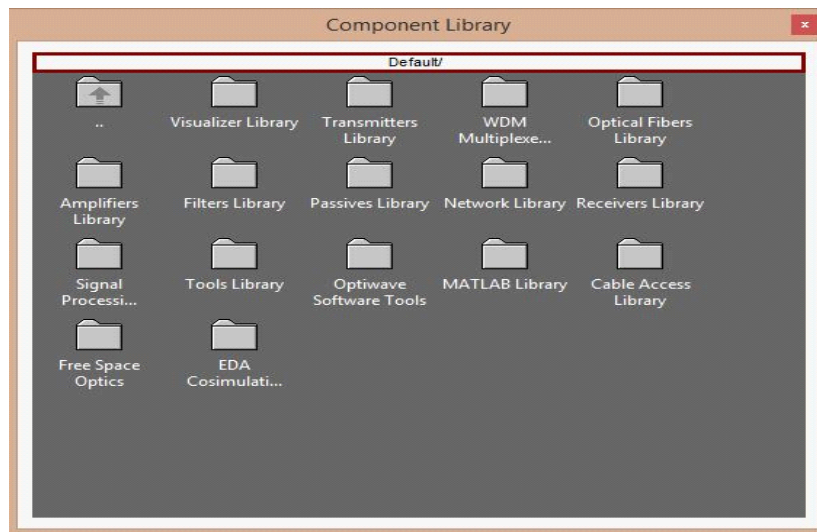 Component Library
x
Default/
..
Visualizer Library
Transmitters
Library
WDM
Multiplexe...
Optical Fibers
Library
Amplifiers
Library
Filters Library
Passives Library
Network Library
Receivers Library
Signal
Processi...
Tools Library
Optiwave
Software Tools
MATLAB Library
Cable Access
Library
Free Space
Optics
EDA
Cosimulati...